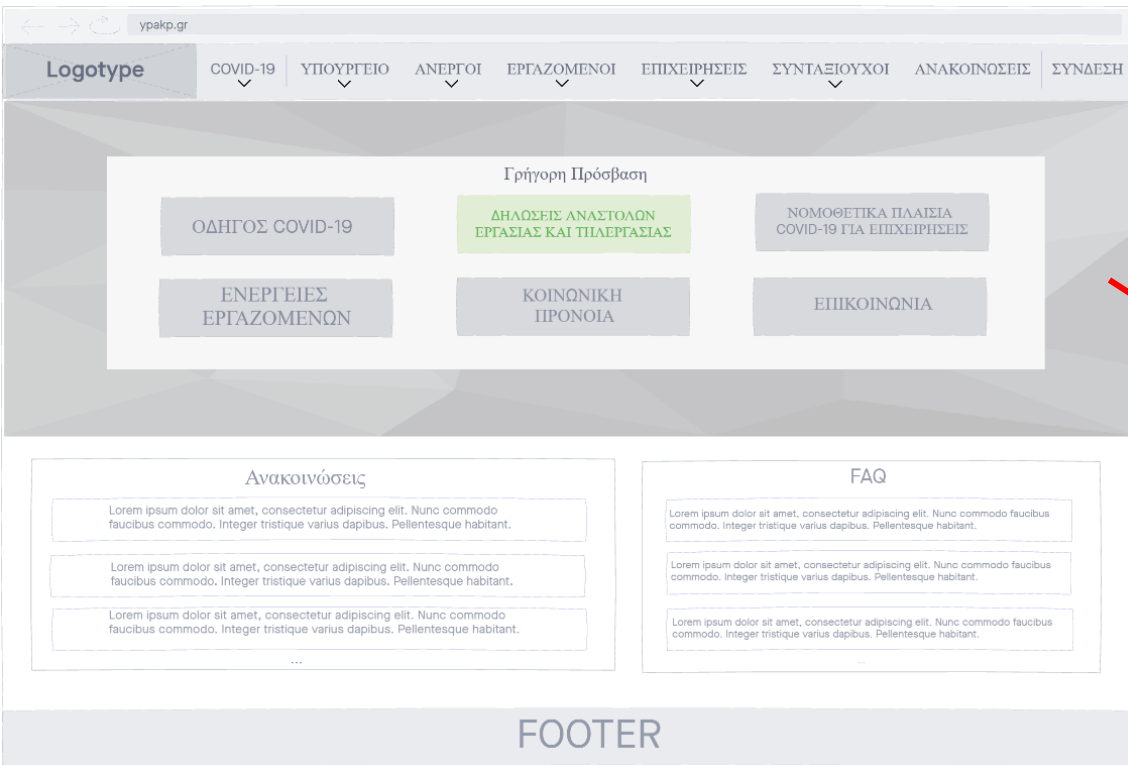 ypakp.gr
Logotype
COVID-19
ΥΠΟΥΡΓΕΙΟ
ΑΝΕΡΓΟΙ
ΕΡΓΑΖΟΜΕΝΟΙ
ΕΠΙΧΕΙΡΗΣΕΙΣ
ΣΥΝΤΑΞΙΟΥΧΟΙ
ΑΝΑΚΟΙΝΩΣΕΙΣ
ΣΥΝΔΕΣΗ
Γρήγορη Πρόσβαση
ΟΔΗΓΟΣ COVID-19
ΔΗΛΩΣΕΙΣ ΑΝΑΣΤΟΛΩΝ
ΕΡΓΑΣΙΑΣ ΚΑΙ ΤΗΛΕΡΓΑΣΙΑΣ
ΝΟΜΟΘΕΤΙΚΑ ΠΛΑΙΣΙΑ
COVID-19 ΓΙΑ ΕΠΙΧΕΙΡΗΣΕΙΣ
ΕΝΕΡΓΕΙΕΣ
ΕΡΓΑΖΟΜΕΝΩΝ
ΚΟΙΝΩΝΙΚΗ
ΠΡΟΝΟΙΑ
ΕΠΙΚΟΙΝΩΝΙΑ
Ανακοινώσεις
Lorem ipsum dolor sit amet, consectetur adipiscing elit. Nunc commodo
faucibus commodo. Integer tristique varius dapibus. Pellentesque habitant.
Lorem ipsum dolor sit amet, consectetur adipiscing elit. Nunc commodo
faucibus commodo. Integer tristique varius dapibus. Pellentesque habitant.
Lorem ipsum dolor sit amet, consectetur adipiscing elit. Nunc commodo
faucibus commodo. Integer tristique varius dapibus. Pellentesque habitant.
...
FAQ
Lorem ipsum dolor sit amet, consectetur adipiscing elit. Nunc commodo faucibus
commodo. Integer tristique varius dapibus. Pellentesque habitant.
Lorem ipsum dolor sit amet, consectetur adipiscing elit. Nunc commodo faucibus
commodo. Integer tristique varius dapibus. Pellentesque habitant.
Lorem ipsum dolor sit amet, consectetur adipiscing elit. Nunc commodo faucibus
commodo. Integer tristique varius dapibus. Pellentesque habitant.
...
FOOTER